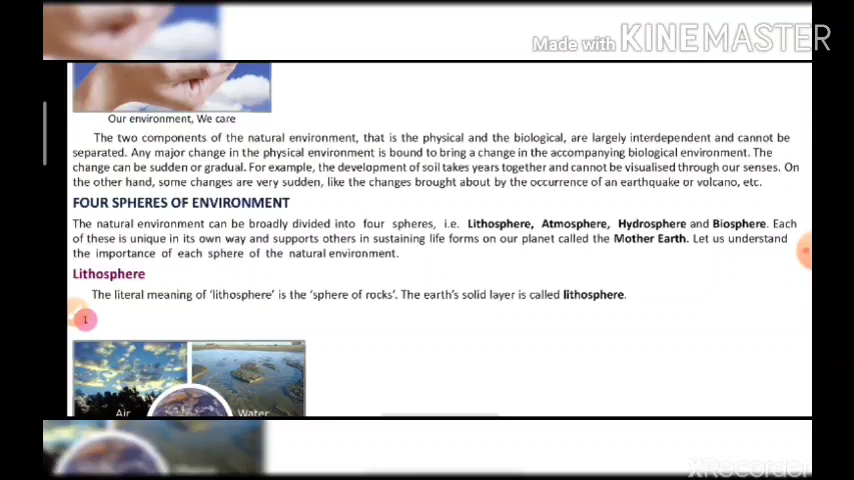 Made with KINEMASTER
Our environment, We care
The two components of the natural environment, that is the physical and the biological, are largely interdependent and cannot be
separated. Any major change in the physical environment is bound to bring a change in the accompanying biological environment. The
change can be sudden or gradual. For example, the development of soil takes years together and cannot be visualised through our senses. On
the other hand, some changes are very sudden, like the changes brought about by the occurrence of an earthquake or volcano, etc.
FOUR SPHERES OF ENVIRONMENT
The natural environment can be broadly divided into four spheres, i.e. Lithosphere, Atmosphere, Hydrosphere and Biosphere. Each
of these is unique in its own way and supports others in sustaining life forms on our planet called the Mother Earth. Let us understand
the importance of each sphere of the natural environment.
Lithosphere
The literal meaning of 'lithosphere' is the 'sphere of rocks'. The earth's solid layer is called lithosphere.
1
Air
Water
XRecorder